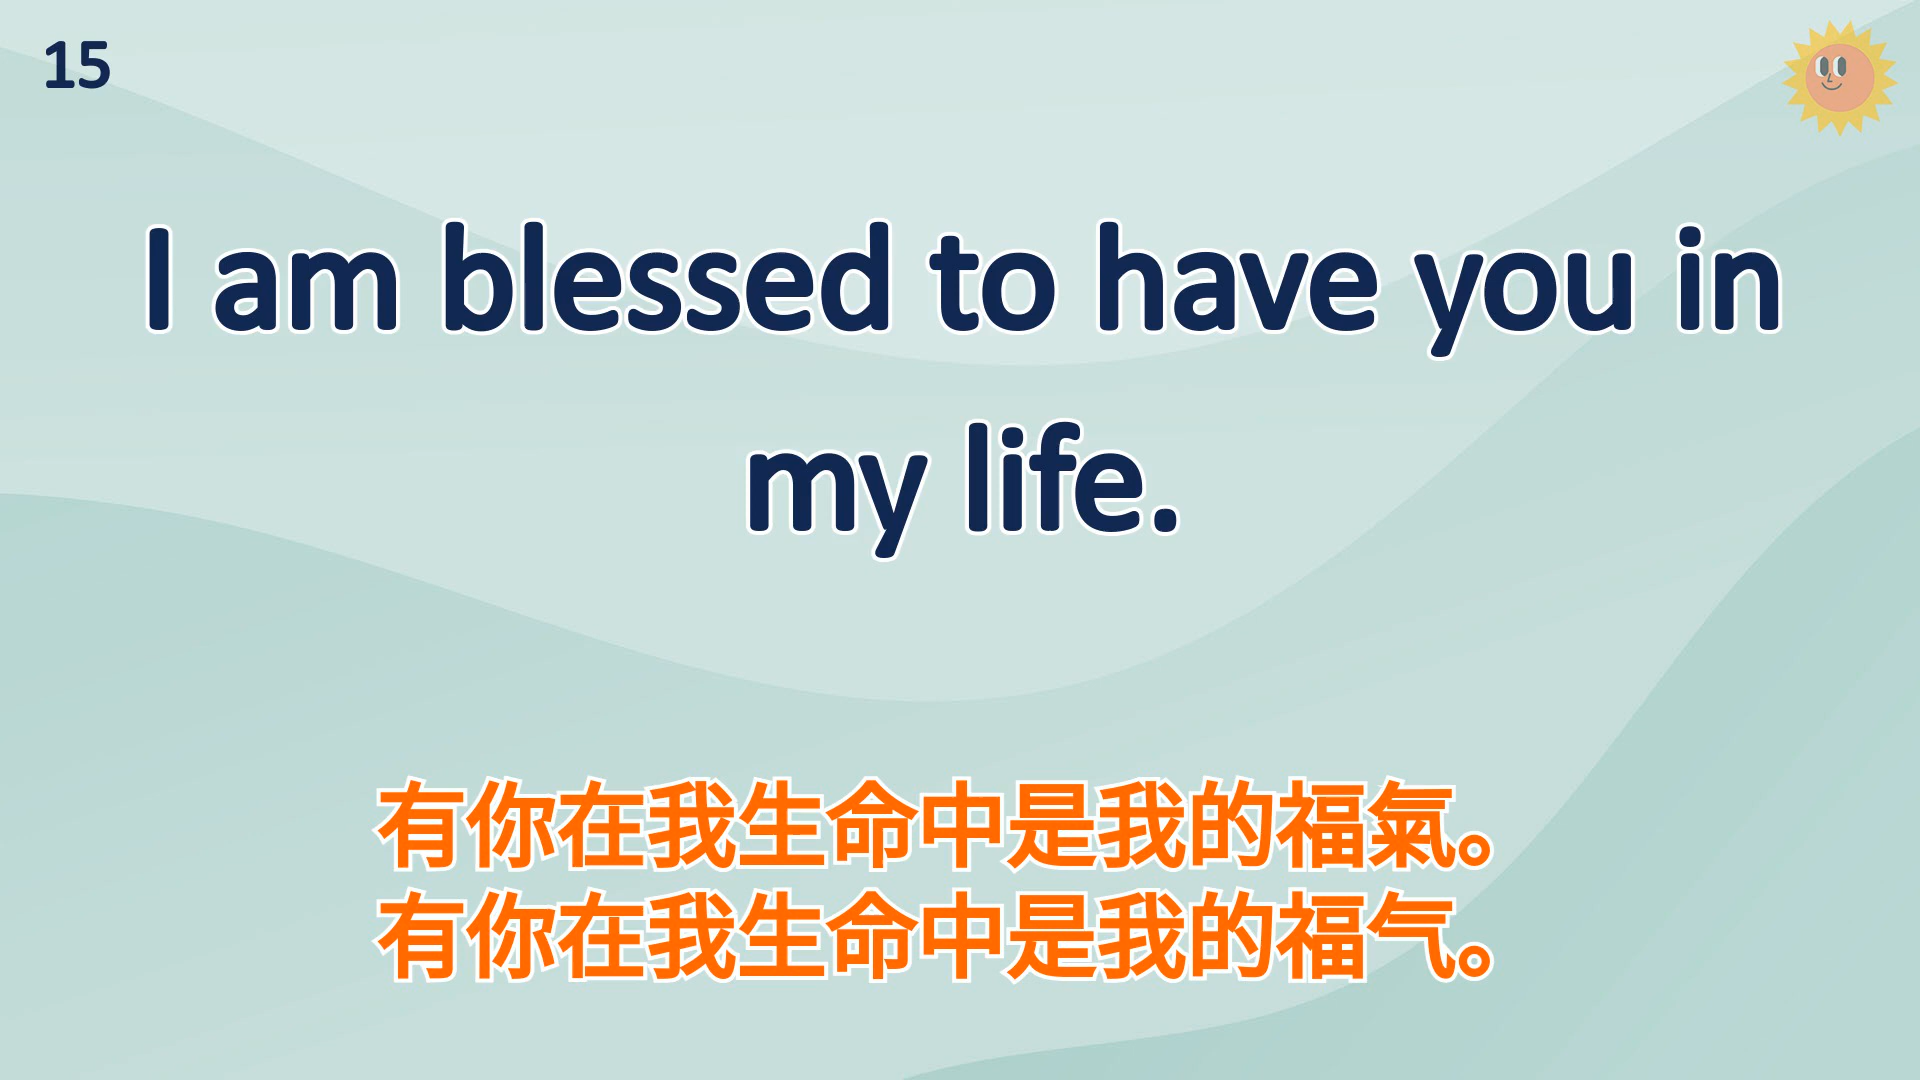 15
I am blessed to have you in
my life.
有你在我生命中是我的福氣。
有你在我生命中是我的福气。